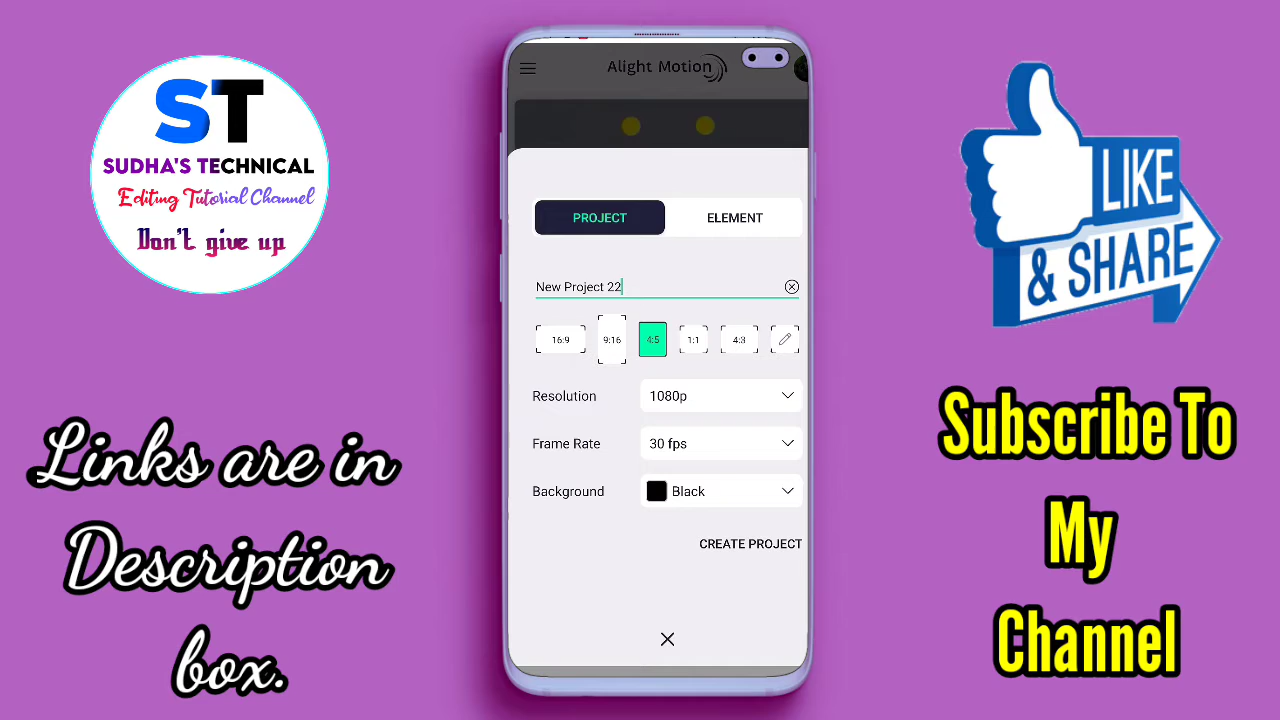 ST
SUDHA'S TECHNICAL
Editing Tutorial Channel
Don't give up
Links are in
Description
box.
Alight Motion
PROJECT
ELEMENT
New Project 22
16:9
9:16
4:5
1:1
4:3
Resolution
1080p
Frame Rate
30 fps
Background
Black
CREATE PROJECT
LIKE
& SHARE
Subscribe To
My
Channel